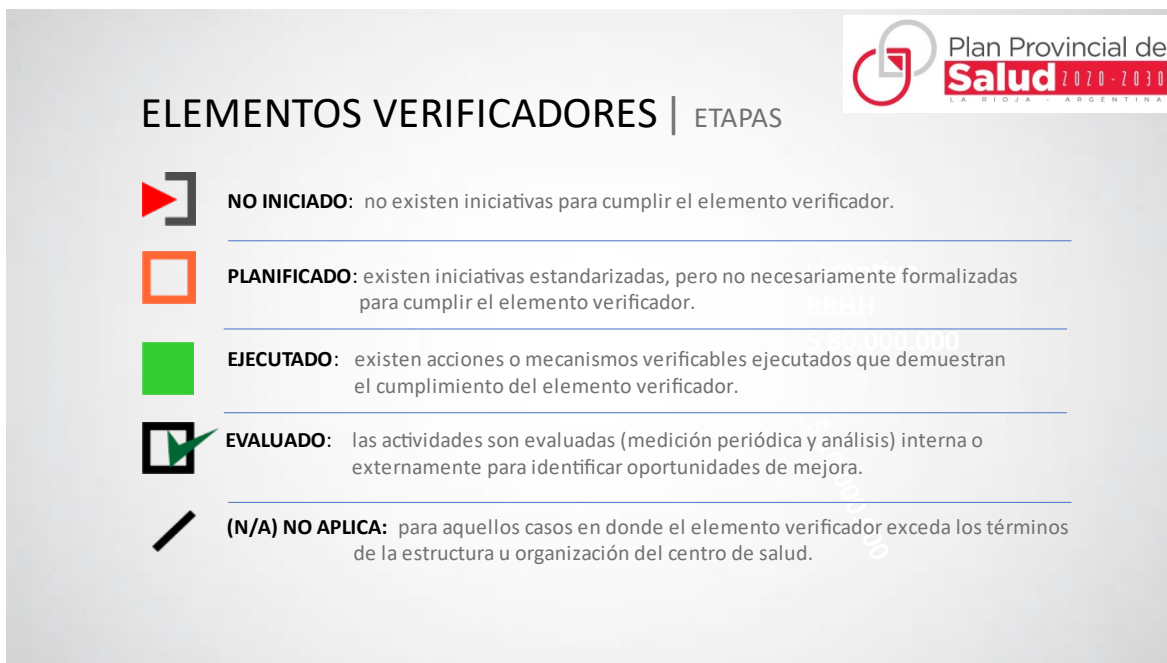 Plan Provincial de
Salud 2020-2030
LA RIOJA - ARGENTINA
ELEMENTOS VERIFICADORES | ETAPAS
NO INICIADO: no existen iniciativas para cumplir el elemento verificador.
PLANIFICADO: existen iniciativas estandarizadas, pero no necesariamente formalizadas
para cumplir el elemento verificador.
RRHH
EJECUTADO: existen acciones o mecanismos verificables ejecutados que demuestran
el cumplimiento del elemento verificador.
EVALUADO: las actividades son evaluadas (medición periódica y análisis) interna o
externamente para identificar oportunidades de mejora.
(N/A) NO APLICA: para aquellos casos en donde el elemento verificador exceda los términos
de la estructura u organización del centro de salud.